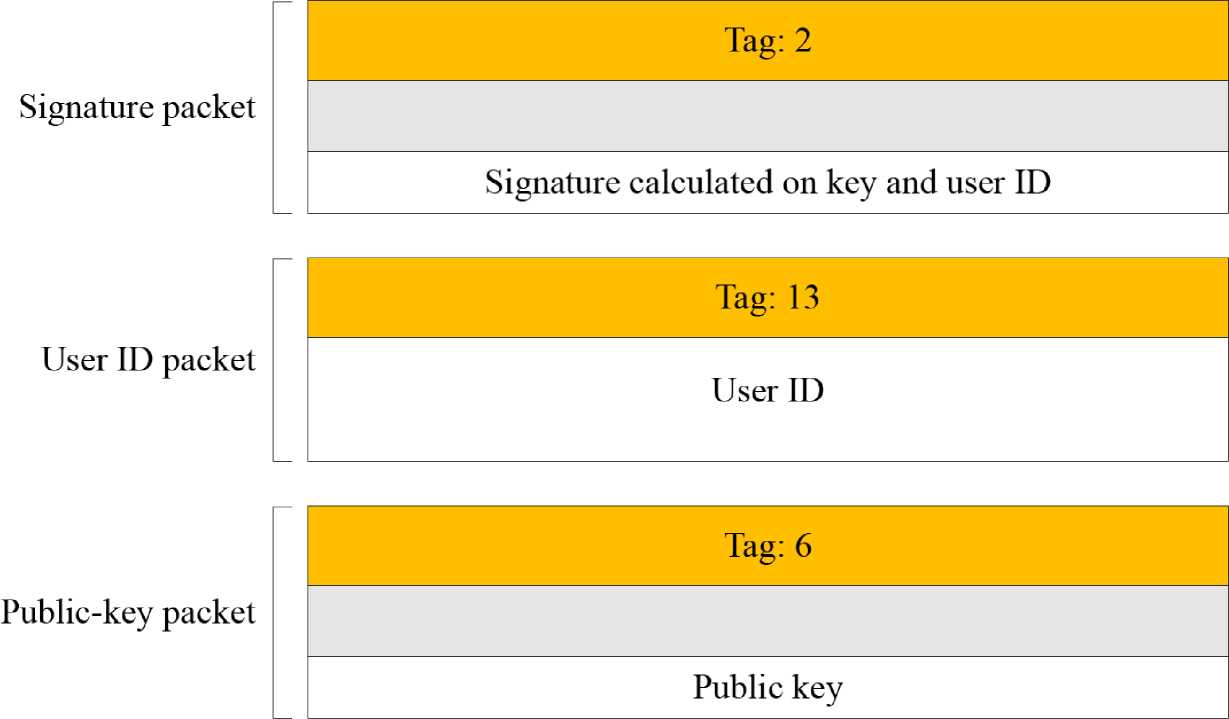 Signature packet
Tag: 2
Signature calculated on key and user ID
User ID packet
Tag: 13
User ID
Public-key packet
Tag: 6
Public key